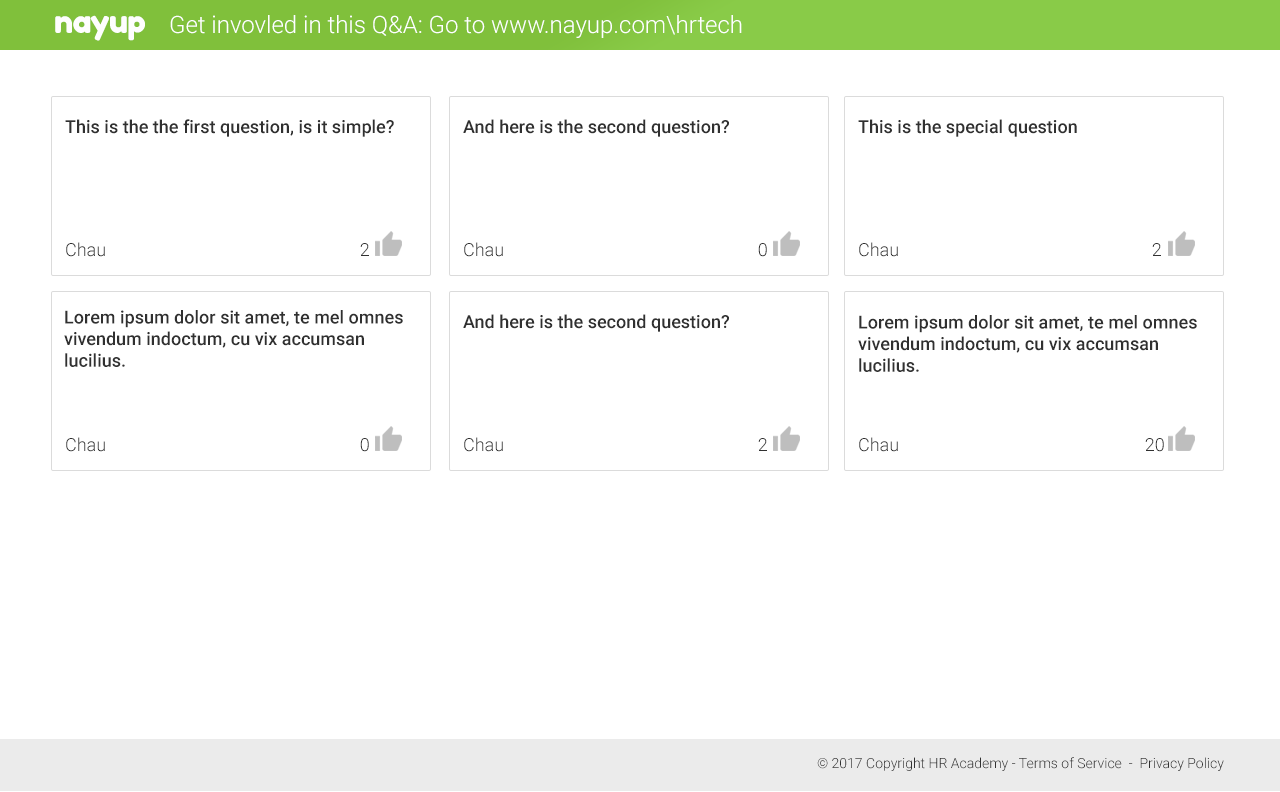 nayup Get invovled in this Q&A: Go to www.nayup.com\hrtech
This is the the first question, is it simple?
Chau 2
And here is the second question?
Chau 0
This is the special question
Chau 2
Lorem ipsum dolor sit amet, te mel omnes
vivendum indoctum, cu vix accumsan
lucilius.
Chau 0
And here is the second question?
Chau 2
Lorem ipsum dolor sit amet, te mel omnes
vivendum indoctum, cu vix accumsan
lucilius.
Chau 20
© 2017 Copyright HR Academy - Terms of Service - Privacy Policy